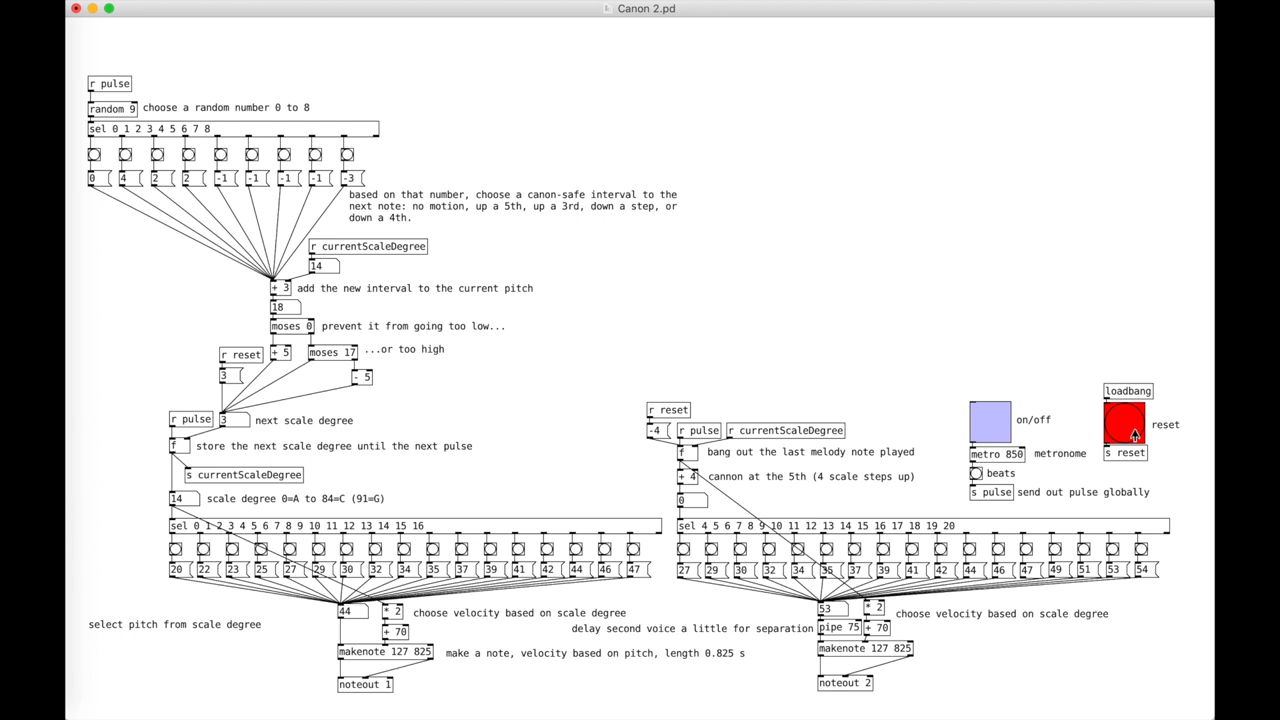 Canon 2.pd
r pulse
random 9 choose a random number 0 to 8
sel 0 1 2 3 4 5 6 7 8
0 4 2 2 -1 -1 -1 -1 -3
based on that number, choose a canon-safe interval to the
next note: no motion, up a 5th, up a 3rd, down a step, or
down a 4th.
r currentScaleDegree
14
+ 3 add the new interval to the current pitch
18
moses 0 prevent it from going too low...
r reset + 5 moses 17 ...or too high
3 - 5
r pulse 3 next scale degree
f store the next scale degree until the next pulse
s currentScaleDegree
14 scale degree 0=A to 84=C (91=G)
sel 0 1 2 3 4 5 6 7 8 9 10 11 12 13 14 15 16
20 22 23 25 27 29 30 32 34 35 37 39 41 42 44 46 47
44 * 2 choose velocity based on scale degree
select pitch from scale degree
+ 70
makenote 127 825 make a note, velocity based on pitch, length 0.825 s
noteout 1
r reset
-4 r pulse r currentScaleDegree
f bang out the last melody note played
+ 4 cannon at the 5th (4 scale steps up)
0
sel 4 5 6 7 8 9 10 11 12 13 14 15 16 17 18 19 20
27 29 30 32 34 35 37 39 41 42 44 46 47 49 51 53 54
53 * 2 choose velocity based on scale degree
delay second voice a little for separation pipe 75 + 70
makenote 127 825
noteout 2
loadbang
on/off reset
metro 850 metronome s reset
beats
s pulse send out pulse globally